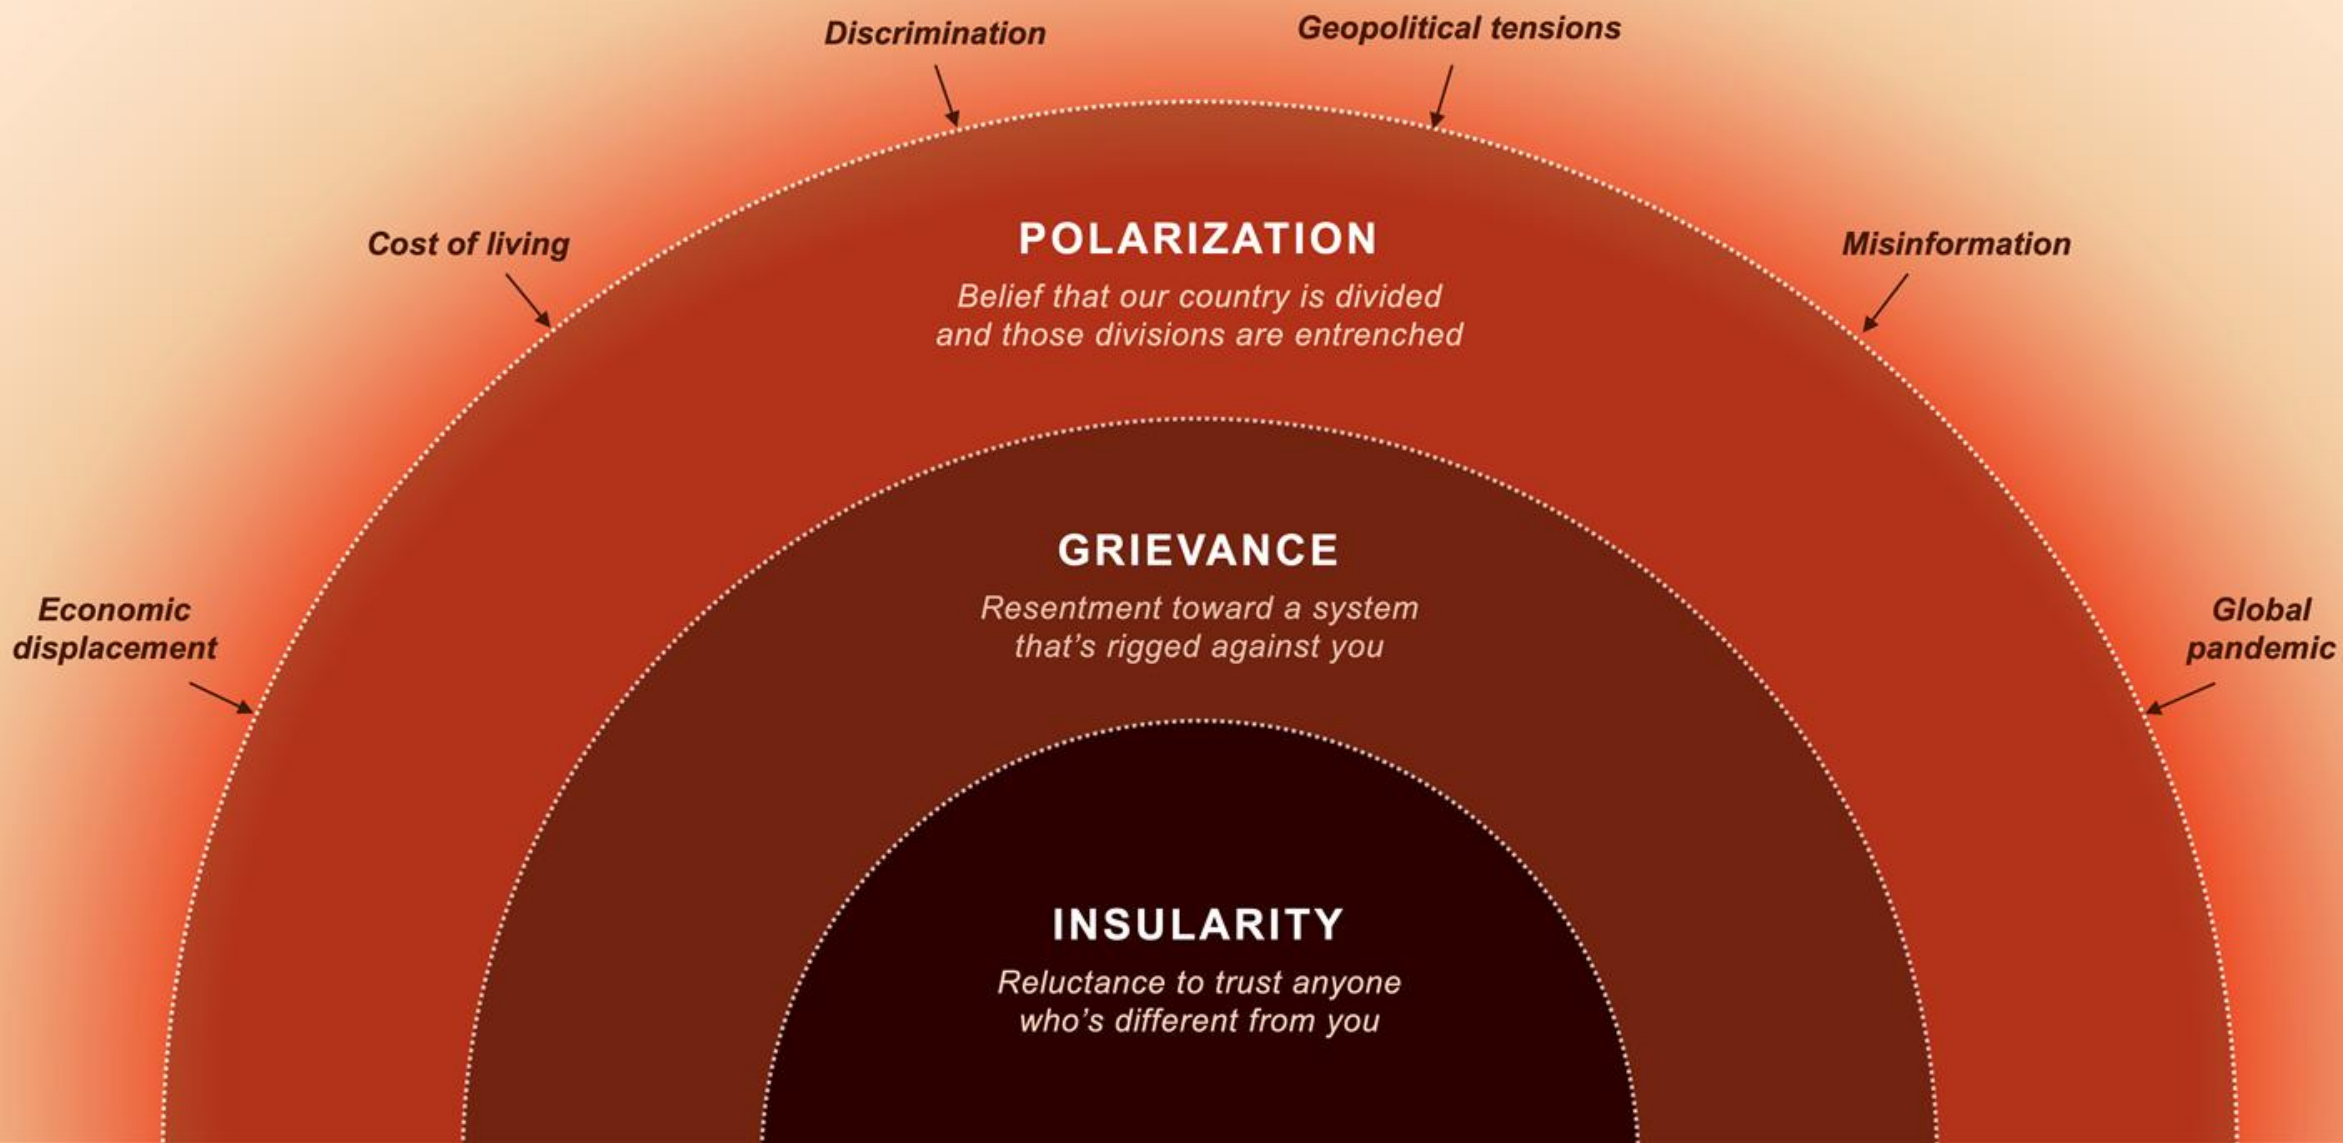 Discrimination
Geopolitical tensions
Cost of living
Misinformation
Economic
displacement
Global
pandemic
POLARIZATION
Belief that our country is divided
and those divisions are entrenched
GRIEVANCE
Resentment toward a system
that’s rigged against you
INSULARITY
Reluctance to trust anyone
who’s different from you